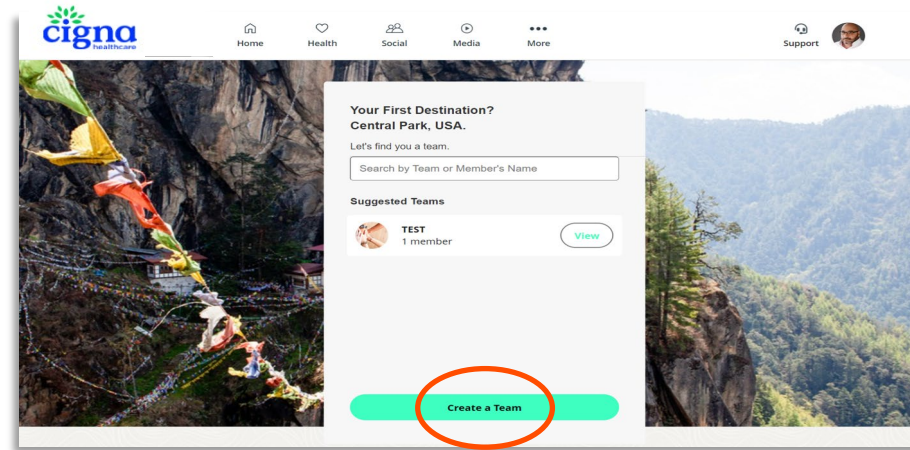 cigna
healthcare
Home
Health
Social
Media
More
Support
Your First Destination?
Central Park, USA.
Let's find you a team.
Search by Team or Member's Name
Suggested Teams
TEST
1 member
View
Create a Team